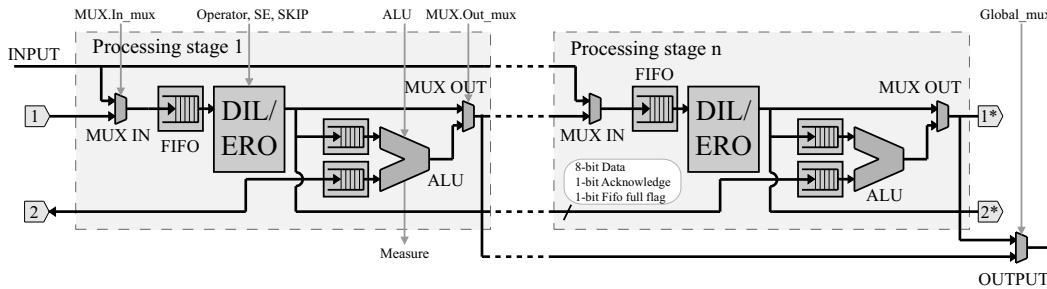 MUX.In_mux
Operator, SE, SKIP
ALU
MUX.Out_mux
Global_mux
Processing stage 1
Processing stage n
INPUT
FIFO
MUX OUT
MUX OUT
1
DIL/
ERO
DIL/
ERO
1*
MUX IN
FIFO
MUX IN
ALU
8-bit Data
1-bit Acknowledge
1-bit Fifo full flag
ALU
2
2*
Measure
OUTPUT